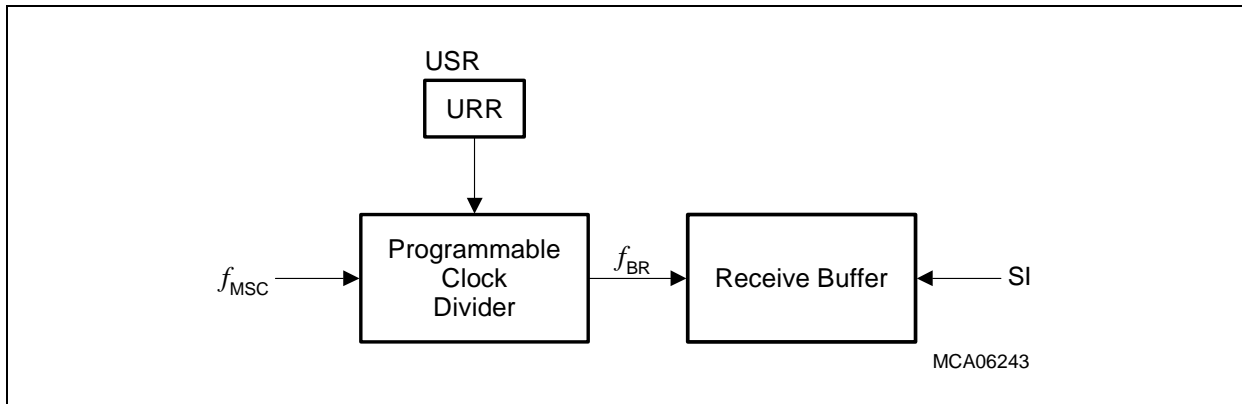 USR
URR
Programmable
Clock
Divider
f_MSC
f_BR
Receive Buffer
SI
MCA06243